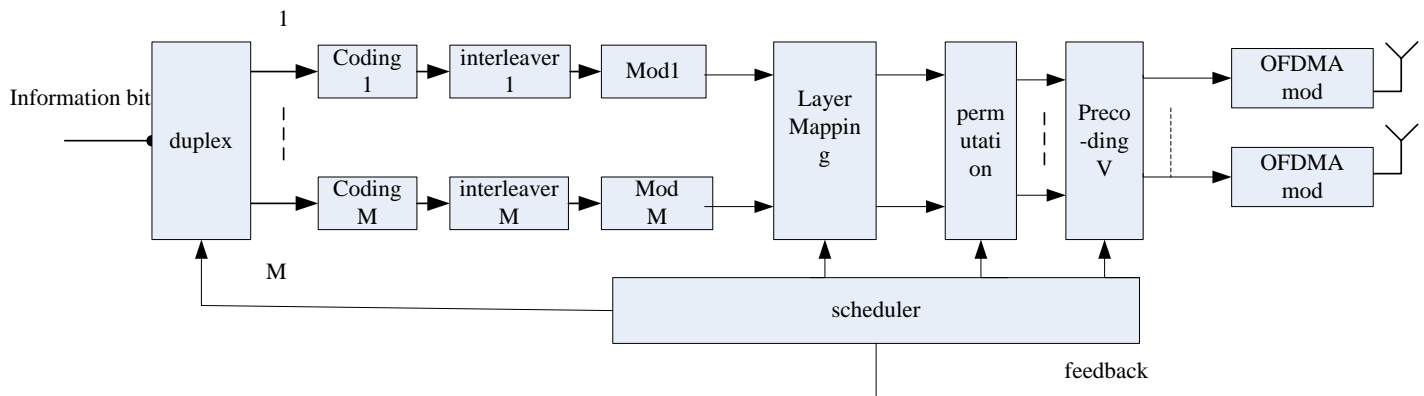 1
Information bit
duplex
Coding
1
interleaver
1
Mod1
Layer
Mappin
g
perm
utati
on
Preco
-ding
V
OFDMA
mod
OFDMA
mod
Coding
M
interleaver
M
Mod
M
M
scheduler
feedback